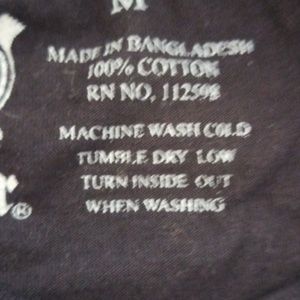 M
MADE IN BANGLADESH
100% COTTON
RN NO. 112598
MACHINE WASH COLD
TUMBLE DRY LOW
TURN INSIDE OUT
WHEN WASHING
®